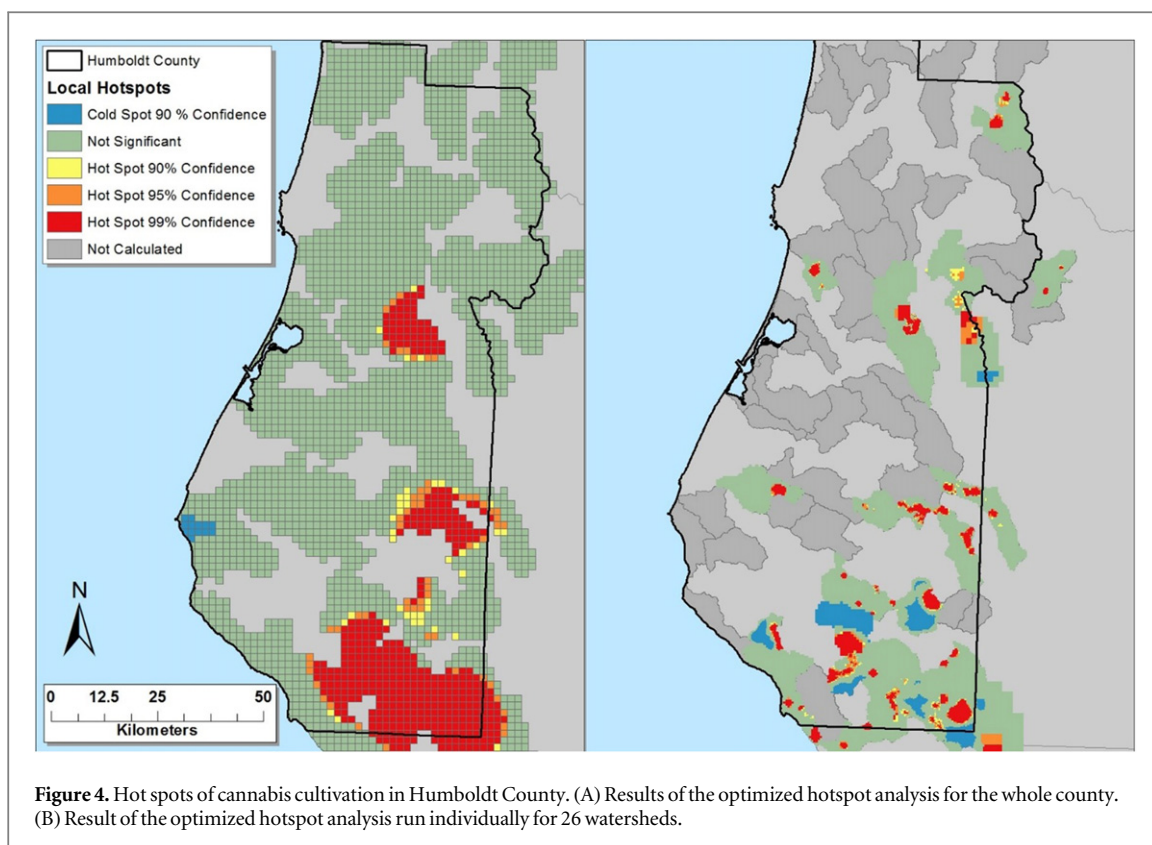 Humboldt County
Local Hotspots
Cold Spot 90 % Confidence
Not Significant
Hot Spot 90% Confidence
Hot Spot 95% Confidence
Hot Spot 99% Confidence
Not Calculated
N
0 12.5 25 50
Kilometers
Figure 4. Hot spots of cannabis cultivation in Humboldt County. (A) Results of the optimized hotspot analysis for the whole county.
(B) Result of the optimized hotspot analysis run individually for 26 watersheds.